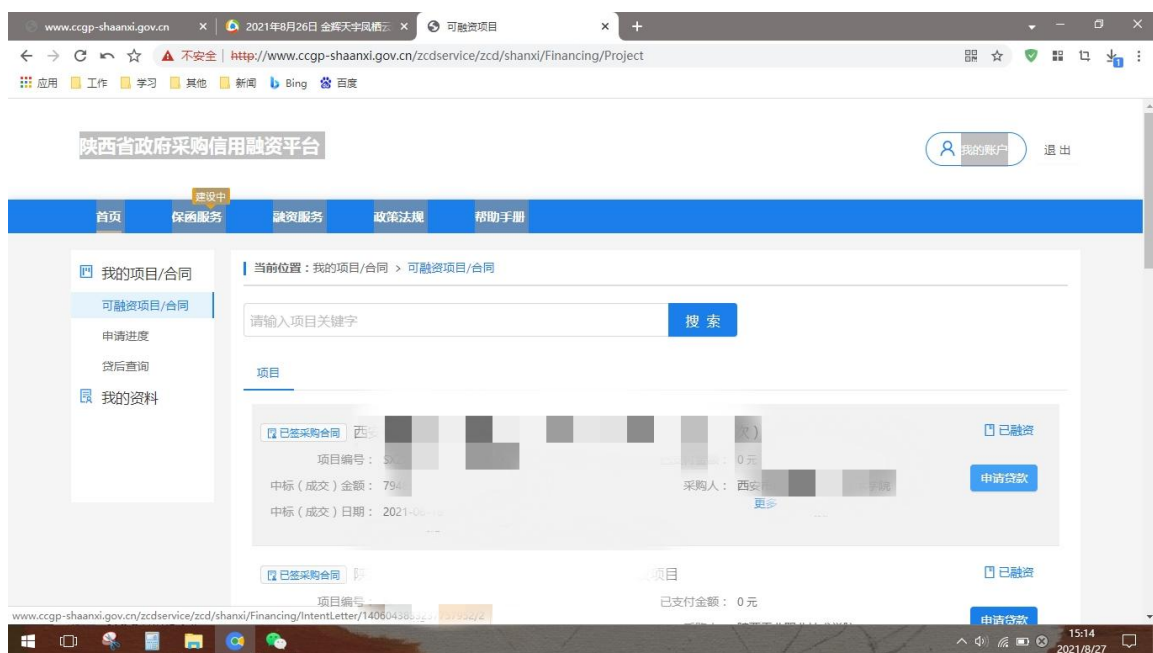 www.ccgp-shaanxi.gov.cn
2021年8月26日 金辉天宇凤栖云
可融资项目
不安全 http://www.ccgp-shaanxi.gov.cn/zcdservice/zcd/shanxi/Financing/Project
应用 工作 学习 其他 新闻 Bing 百度
陕西省政府采购信用融资平台
我的账户 退出
建设中
首页 保函服务 融资服务 政策法规 帮助手册
我的项目/合同
可融资项目/合同
申请进度
贷后查询
我的资料
当前位置：我的项目/合同 > 可融资项目/合同
请输入项目关键字
搜索
项目
已签采购合同 西 次） 已融资
项目编号： 0元
中标（成交）金额：794 采购人：西安 申请贷款
更多
中标（成交）日期：2021-0
已签采购合同 项目 已融资
项目编号： 已支付金额：0元
申请贷款
www.ccgp-shaanxi.gov.cn/zcdservice/zcd/shanxi/Financing/IntentLetter/140604385323
15:14
2021/8/27